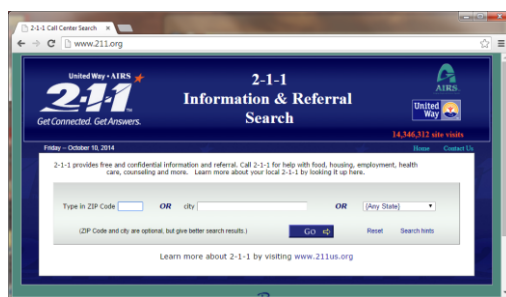 2-1-1 Call Center Search
www.211.org
United Way • AIRS
2-1-1
Get Connected. Get Answers.
2-1-1
Information & Referral
Search
AIRS
United
Way
14,346,312 site visits
Friday -- October 10, 2014
Home Contact Us
2-1-1 provides free and confidential information and referral. Call 2-1-1 for help with food, housing, employment, health
care, counseling and more. Learn more about your local 2-1-1 by looking it up here.
Type in ZIP Code OR city OR (Any State)
(ZIP Code and city are optional, but give better search results.) GO Reset Search hints
Learn more about 2-1-1 by visiting www.211us.org